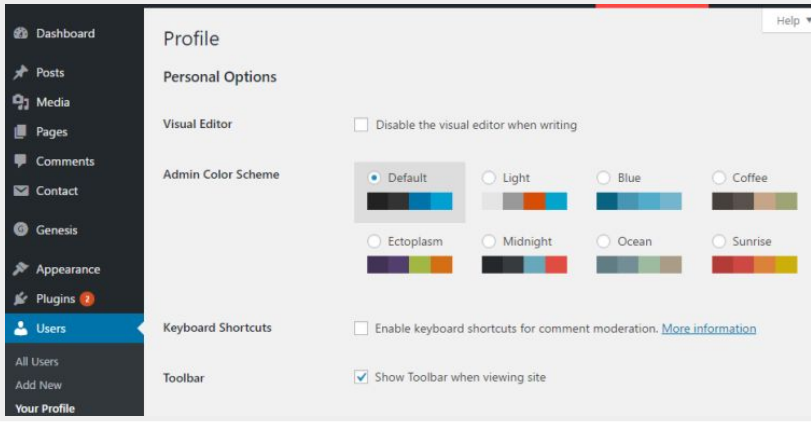 Help
Dashboard
Posts
Media
Pages
Comments
Contact
Genesis
Appearance
Plugins 2
Users
All Users
Add New
Your Profile
Profile
Personal Options
Visual Editor
Disable the visual editor when writing
Admin Color Scheme
Default Light Blue Coffee
Ectoplasm Midnight Ocean Sunrise
Keyboard Shortcuts
Enable keyboard shortcuts for comment moderation. More information
Toolbar
Show Toolbar when viewing site